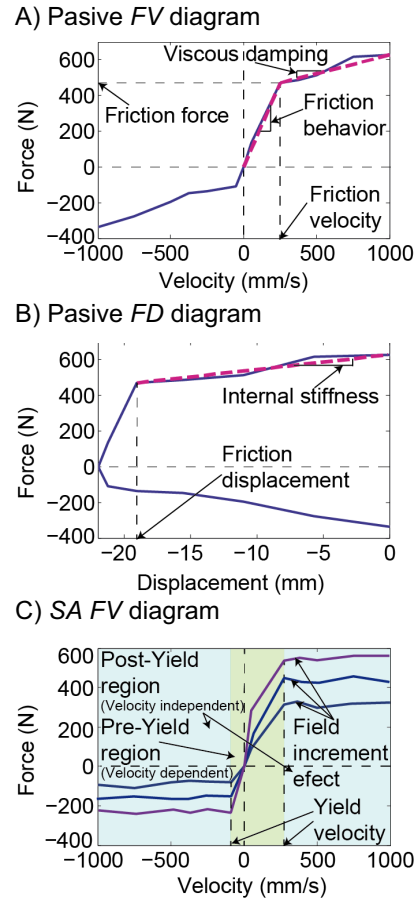 A) Pasive FV diagram
Viscous damping
600
400
200
0
−200
−400
Force (N)
Friction force
Friction
behavior
Friction
velocity
−1000
−500
0
500
1000
Velocity (mm/s)
B) Pasive FD diagram
600
400
200
0
−200
−400
Force (N)
Internal stiffness
Friction
displacement
−20
−15
−10
−5
0
Displacement (mm)
C) SA FV diagram
600
400
200
0
−200
−400
Force (N)
Post-Yield
region
(Velocity independent)
Pre-Yield
region
(Velocity dependent)
Field
increment
efect
Yield
velocity
−1000
−500
0
500
1000
Velocity (mm/s)